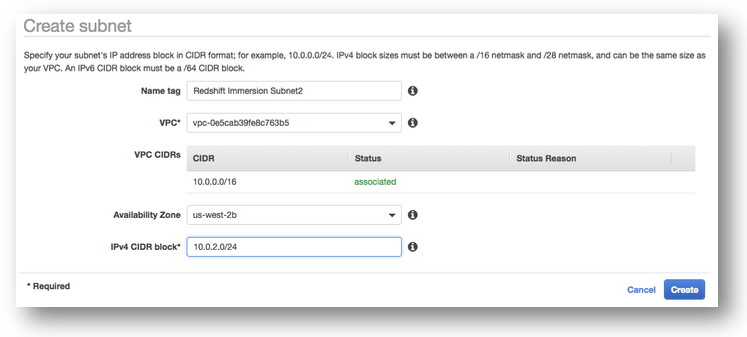 Create subnet
Specify your subnet's IP address block in CIDR format; for example, 10.0.0.0/24. IPv4 block sizes must be between a /16 netmask and /28 netmask, and can be the same size as
your VPC. An IPv6 CIDR block must be a /64 CIDR block.
Name tag Redshift Immersion Subnet2
VPC* vpc-0e5cab39fe8c763b5
VPC CIDRs CIDR Status Status Reason
10.0.0.0/16 associated
Availability Zone us-west-2b
IPv4 CIDR block* 10.0.2.0/24
* Required Cancel Create